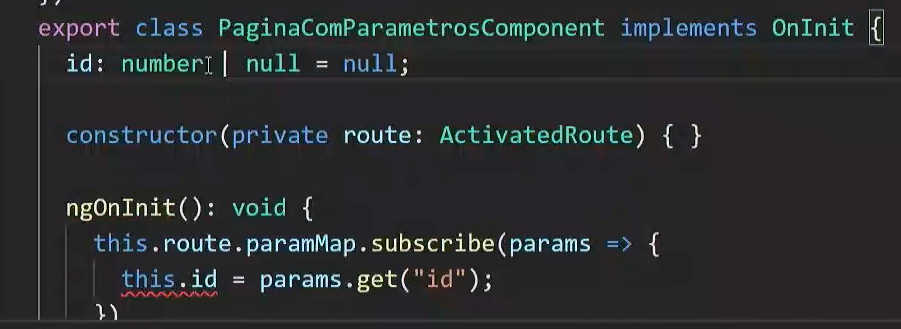 })
export class PaginaComParametrosComponent implements OnInit {
id: number | null = null;
constructor(private route: ActivatedRoute) { }
ngOnInit(): void {
this.route.paramMap.subscribe(params => {
this.id = params.get("id");
})